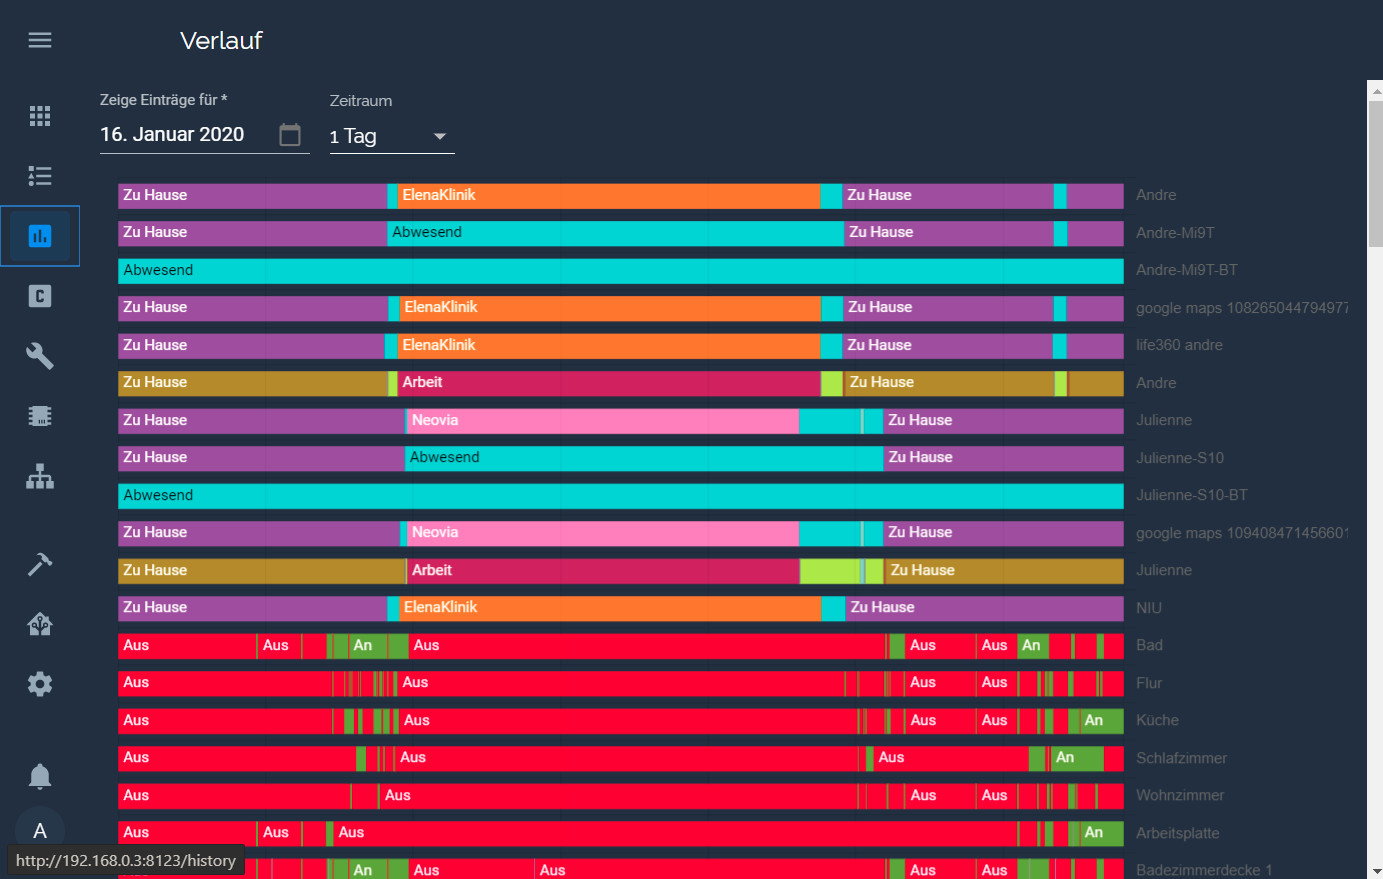 Verlauf
Zeige Einträge für *
Zeitraum
16. Januar 2020
1 Tag
Zu Hause ElenaKlinik Zu Hause Andre
Zu Hause Abwesend Zu Hause Andre-Mi9T
Abwesend Andre-Mi9T-BT
Zu Hause ElenaKlinik Zu Hause google maps 108265044794977
Zu Hause ElenaKlinik Zu Hause life360 andre
Zu Hause Arbeit Zu Hause Andre
Zu Hause Neovia Zu Hause Julienne
Zu Hause Abwesend Zu Hause Julienne-S10
Abwesend Julienne-S10-BT
Zu Hause Neovia Zu Hause google maps 109408471456601
Zu Hause Arbeit Zu Hause Julienne
Zu Hause ElenaKlinik Zu Hause NIU
Aus Aus An Aus Aus Aus An Bad
Aus Aus Aus Aus Flur
Aus Aus Aus Aus An Küche
Aus Aus Aus An Schlafzimmer
Aus Aus Aus Aus Wohnzimmer
Aus Aus Aus An Arbeitsplatte
An Aus Aus Aus Aus Badezimmerdecke 1
C
A
http://192.168.0.3:8123/history